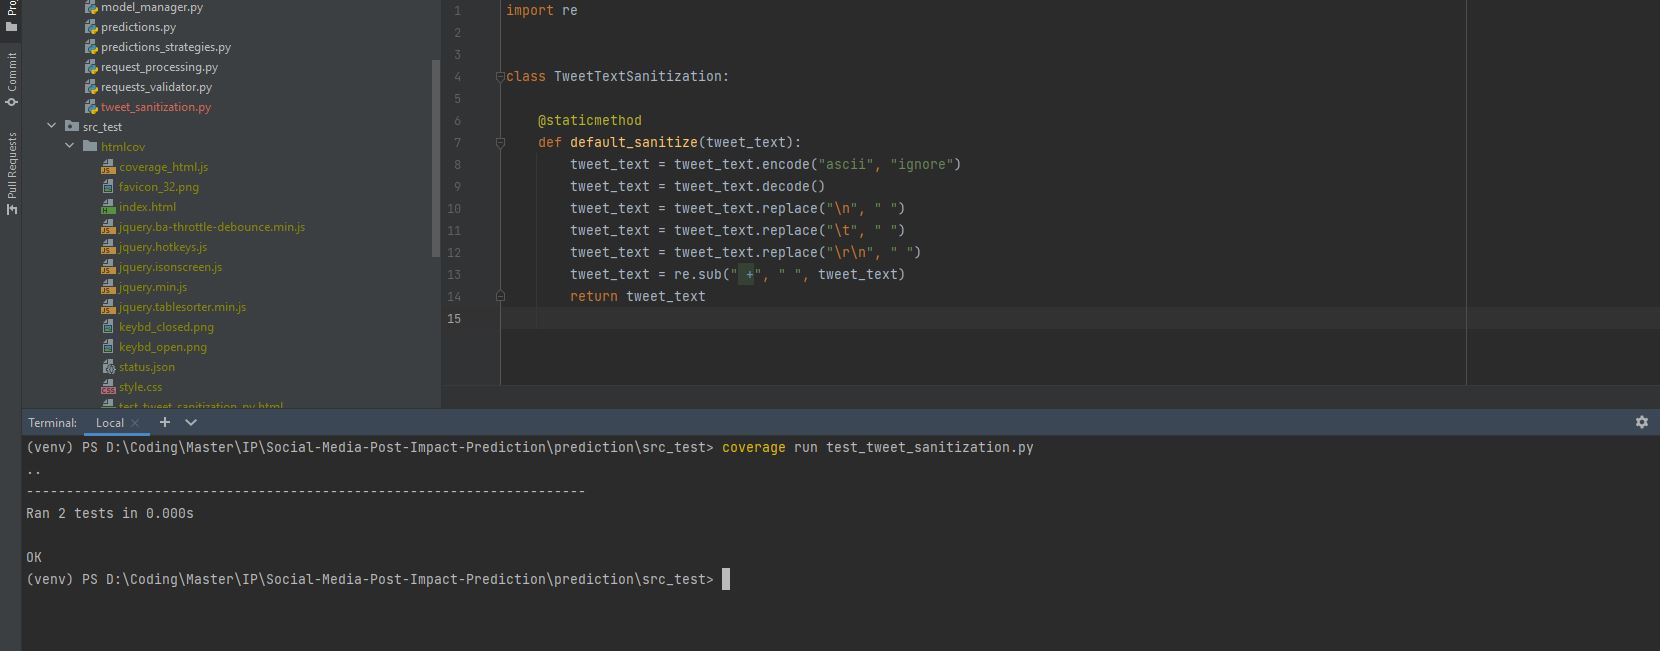 Pro
Commit
Pull Requests
model_manager.py
predictions.py
predictions_strategies.py
request_processing.py
requests_validator.py
tweet_sanitization.py
src_test
htmlcov
coverage_html.js
favicon_32.png
index.html
jquery.ba-throttle-debounce.min.js
jquery.hotkeys.js
jquery.isonscreen.js
jquery.min.js
jquery.tablesorter.min.js
keybd_closed.png
keybd_open.png
status.json
style.css
test_tweet_sanitization_py.html
1 import re
2
3
4 class TweetTextSanitization:
5
6 @staticmethod
7 def default_sanitize(tweet_text):
8 tweet_text = tweet_text.encode("ascii", "ignore")
9 tweet_text = tweet_text.decode()
10 tweet_text = tweet_text.replace("\n", " ")
11 tweet_text = tweet_text.replace("\t", " ")
12 tweet_text = tweet_text.replace("\r\n", " ")
13 tweet_text = re.sub(" +", " ", tweet_text)
14 return tweet_text
15
Terminal: Local × +
(venv) PS D:\Coding\Master\IP\Social-Media-Post-Impact-Prediction\prediction\src_test> coverage run test_tweet_sanitization.py
..
----------------------------------------------------------------------
Ran 2 tests in 0.000s
OK
(venv) PS D:\Coding\Master\IP\Social-Media-Post-Impact-Prediction\prediction\src_test>